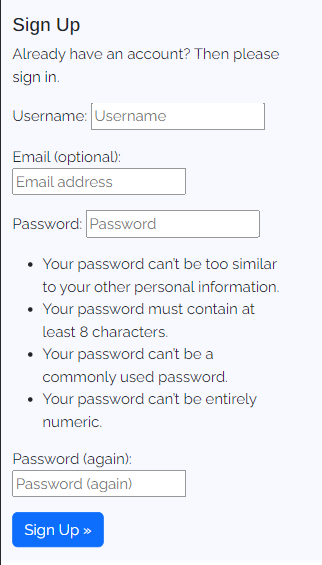 Sign Up
Already have an account? Then please
sign in.
Username: Username
Email (optional):
Email address
Password: Password
• Your password can't be too similar
to your other personal information.
• Your password must contain at
least 8 characters.
• Your password can't be a
commonly used password.
• Your password can't be entirely
numeric.
Password (again):
Password (again)
Sign Up »